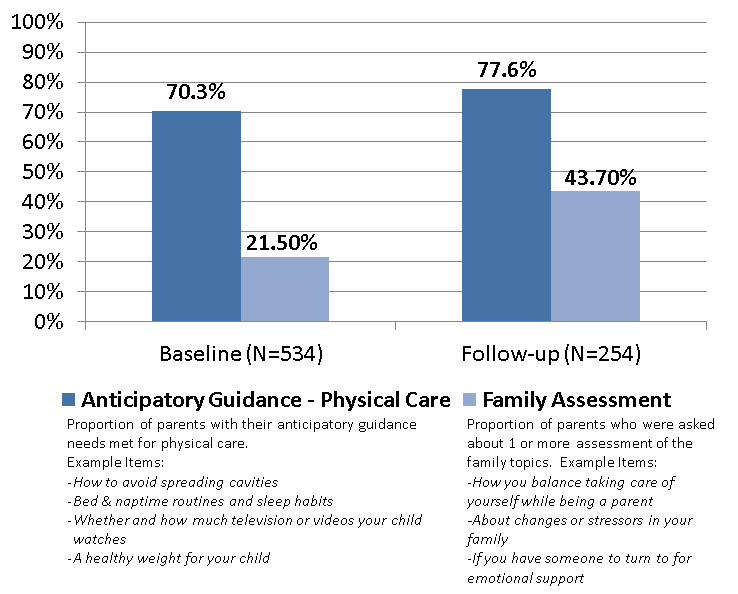 100%
90%
80%
70%
60%
50%
40%
30%
20%
10%
0%
70.3%
21.50%
77.6%
43.70%
Baseline (N=534)
Follow-up (N=254)
Anticipatory Guidance - Physical Care
Proportion of parents with their anticipatory guidance
needs met for physical care.
Example Items:
-How to avoid spreading cavities
-Bed & naptime routines and sleep habits
-Whether and how much television or videos your child
watches
-A healthy weight for your child
Family Assessment
Proportion of parents who were asked
about 1 or more assessment of the
family topics. Example Items:
-How you balance taking care of
yourself while being a parent
-About changes or stressors in your
family
-If you have someone to turn to for
emotional support